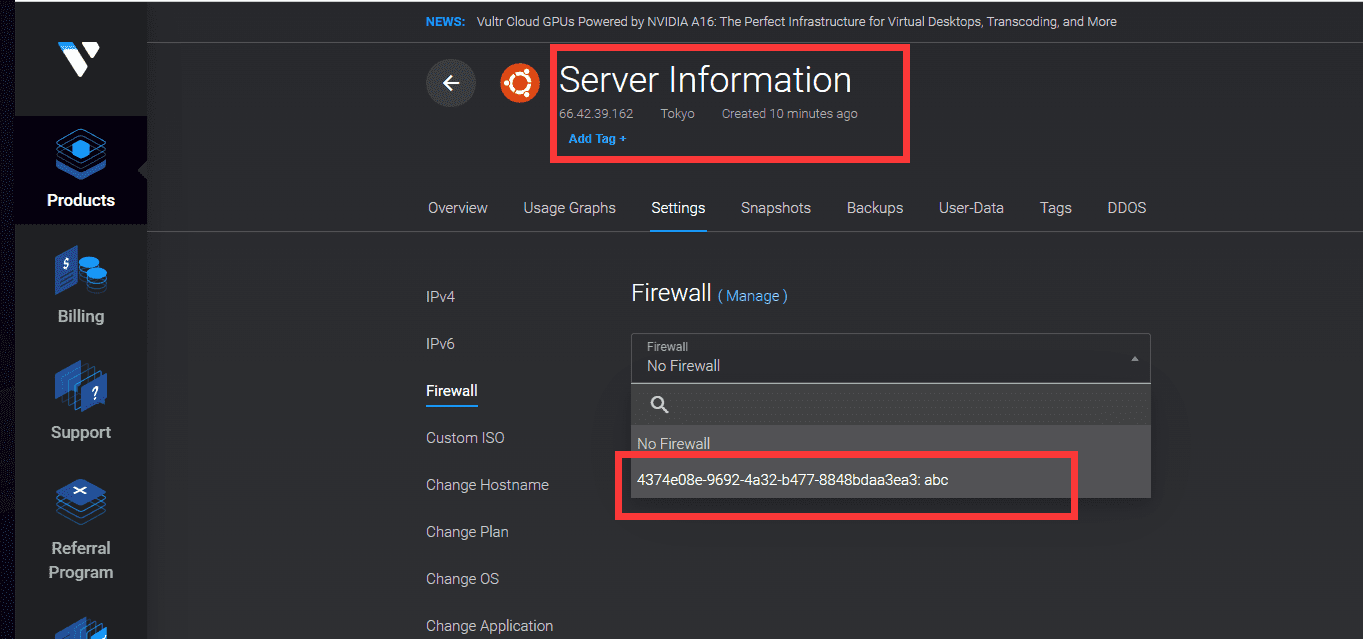 NEWS: Vultr Cloud GPUs Powered by NVIDIA A16: The Perfect Infrastructure for Virtual Desktops, Transcoding, and More
Server Information
66.42.39.162 Tokyo Created 10 minutes ago
Add Tag +
Products
Billing
Support
Referral
Program
Overview Usage Graphs Settings Snapshots Backups User-Data Tags DDOS
IPv4
IPv6
Firewall
Custom ISO
Change Hostname
Change Plan
Change OS
Change Application
Firewall ( Manage )
Firewall
No Firewall
No Firewall
4374e08e-9692-4a32-b477-8848bdaa3ea3: abc